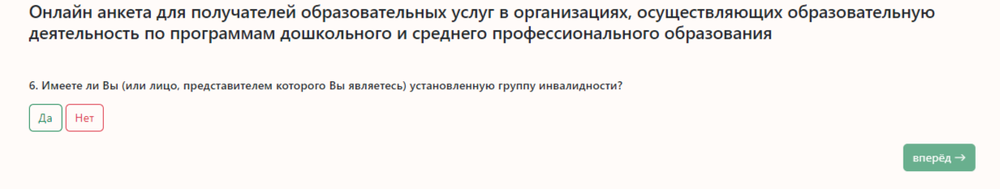 Онлайн анкета для получателей образовательных услуг в организациях, осуществляющих образовательную
деятельность по программам дошкольного и среднего профессионального образования
6. Имеете ли Вы (или лицо, представителем которого Вы являетесь) установленную группу инвалидности?
Да Нет
вперёд →